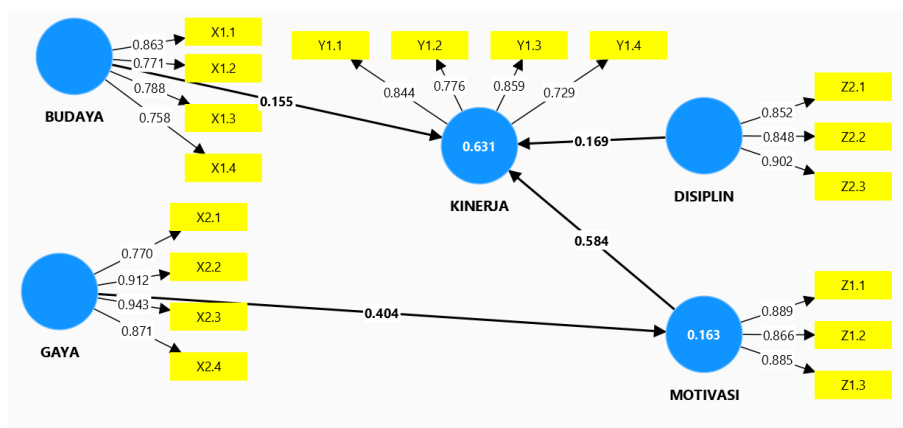 X1.1
0.863
X1.2
0.771
0.788
X1.3
0.758
X1.4
BUDAYA
0.155
Y1.1
Y1.2
Y1.3
Y1.4
0.844
0.776
0.859
0.729
0.631
KINERJA
0.169
Z2.1
0.852
Z2.2
0.848
0.902
Z2.3
DISIPLIN
0.584
X2.1
0.770
X2.2
0.912
0.943
X2.3
0.871
X2.4
GAYA
0.404
Z1.1
0.889
0.163
0.866
Z1.2
0.885
Z1.3
MOTIVASI